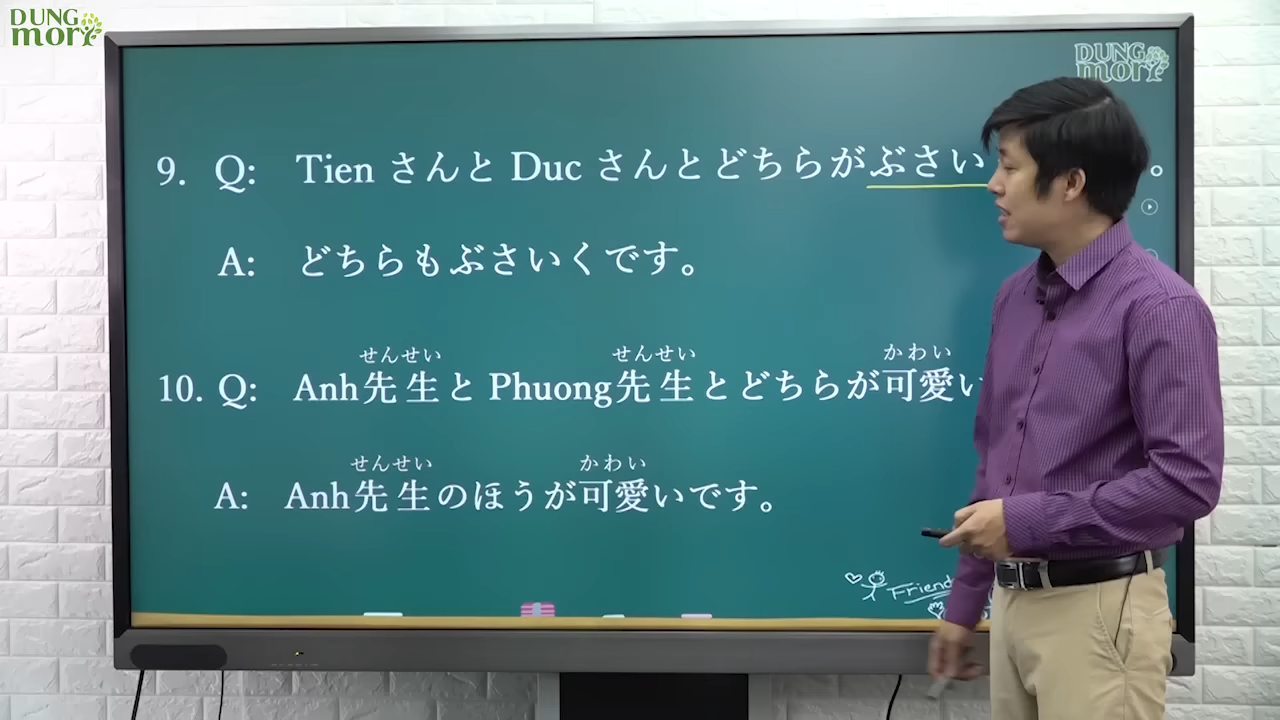 DUNG
mori
DUNG
mori
9. Q: Tien さんと Duc さんとどちらがぶさい 。
A: どちらもぶさいくです。
せんせい せんせい かわい
10. Q: Anh先生と Phuong先生とどちらが可愛い
せんせい かわい
A: Anh先生のほうが可愛いです。
Friend